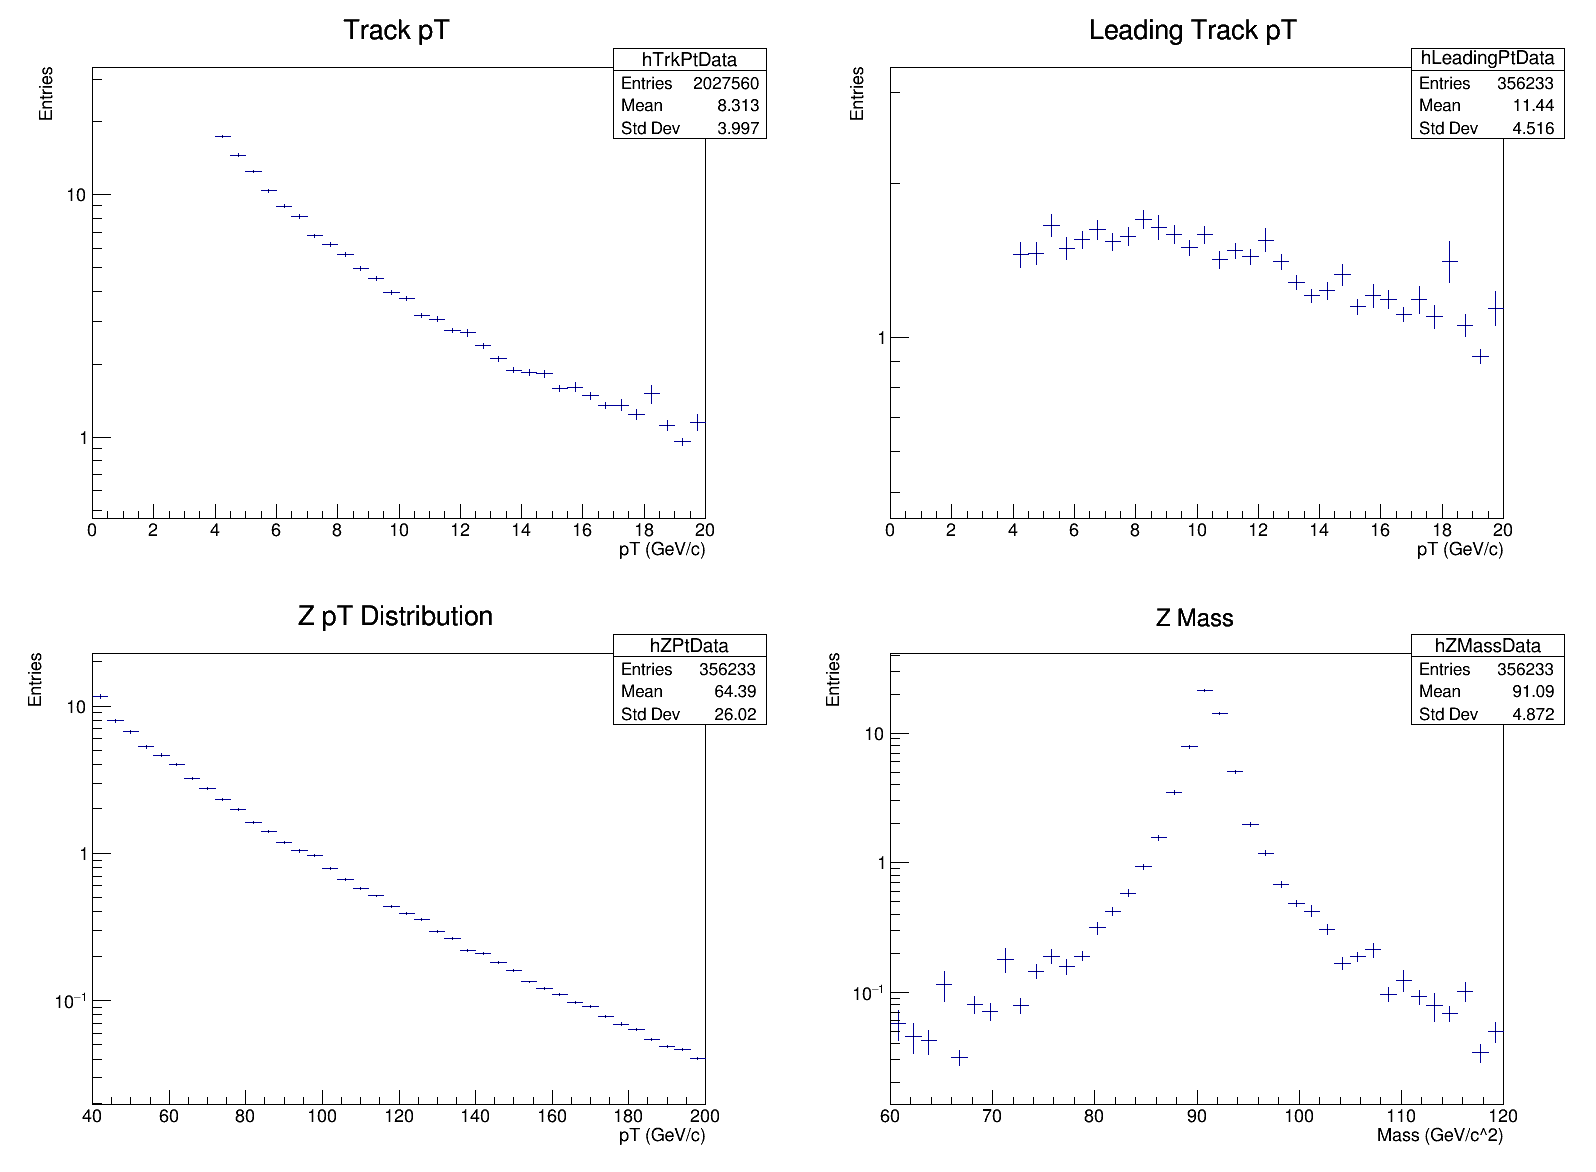 Track pT
Entries
hTrkPtData
Entries 2027560
Mean 8.313
Std Dev 3.997
10
1
0 2 4 6 8 10 12 14 16 18 20
pT (GeV/c)
Leading Track pT
Entries
hLeadingPtData
Entries 356233
Mean 11.44
Std Dev 4.516
1
0 2 4 6 8 10 12 14 16 18 20
pT (GeV/c)
Z pT Distribution
Entries
hZPtData
Entries 356233
Mean 64.39
Std Dev 26.02
10
1
10⁻¹
40 60 80 100 120 140 160 180 200
pT (GeV/c)
Z Mass
Entries
hZMassData
Entries 356233
Mean 91.09
Std Dev 4.872
10
1
10⁻¹
60 70 80 90 100 110 120
Mass (GeV/c^2)